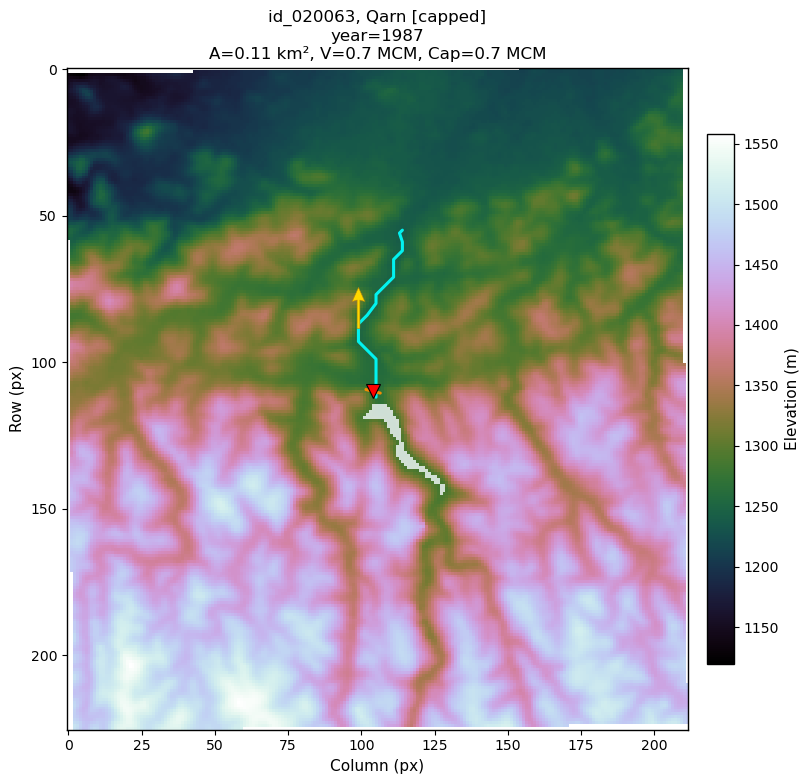 id_020063, Qarn [capped]
year=1987
A=0.11 km², V=0.7 MCM, Cap=0.7 MCM
0
50
100
150
200
Row (px)
0 25 50 75 100 125 150 175 200
Column (px)
1550
1500
1450
1400
1350
1300
1250
1200
1150
Elevation (m)